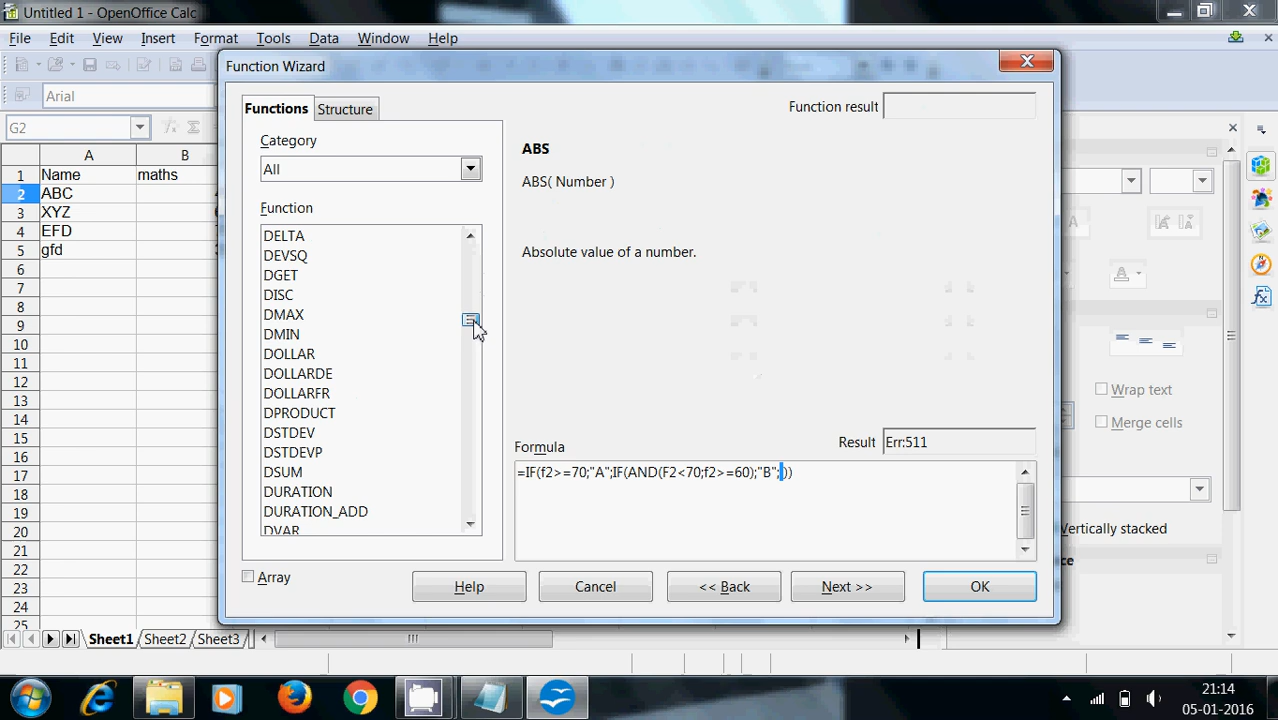 Untitled 1 - OpenOffice Calc
File Edit View Insert Format Tools Data Window Help
Arial
G2
A B
1 Name maths
2 ABC
3 XYZ
4 EFD
5 gfd
6
7
8
9
10
11
12
13
14
15
16
17
18
19
20
21
22
23
24
25
Sheet1 Sheet2 Sheet3
Function Wizard
Functions Structure
Function result
Category
All
Function
DELTA
DEVSQ
DGET
DISC
DMAX
DMIN
DOLLAR
DOLLARDE
DOLLARFR
DPRODUCT
DSTDEV
DSTDEVP
DSUM
DURATION
DURATION_ADD
DVAR
ABS
ABS( Number )
Absolute value of a number.
Formula
Result Err:511
=IF(f2>=70;"A";IF(AND(F2<70;f2>=60);"B";))
Array
Help Cancel << Back Next >> OK
Wrap text
Merge cells
Vertically stacked
21:14
05-01-2016